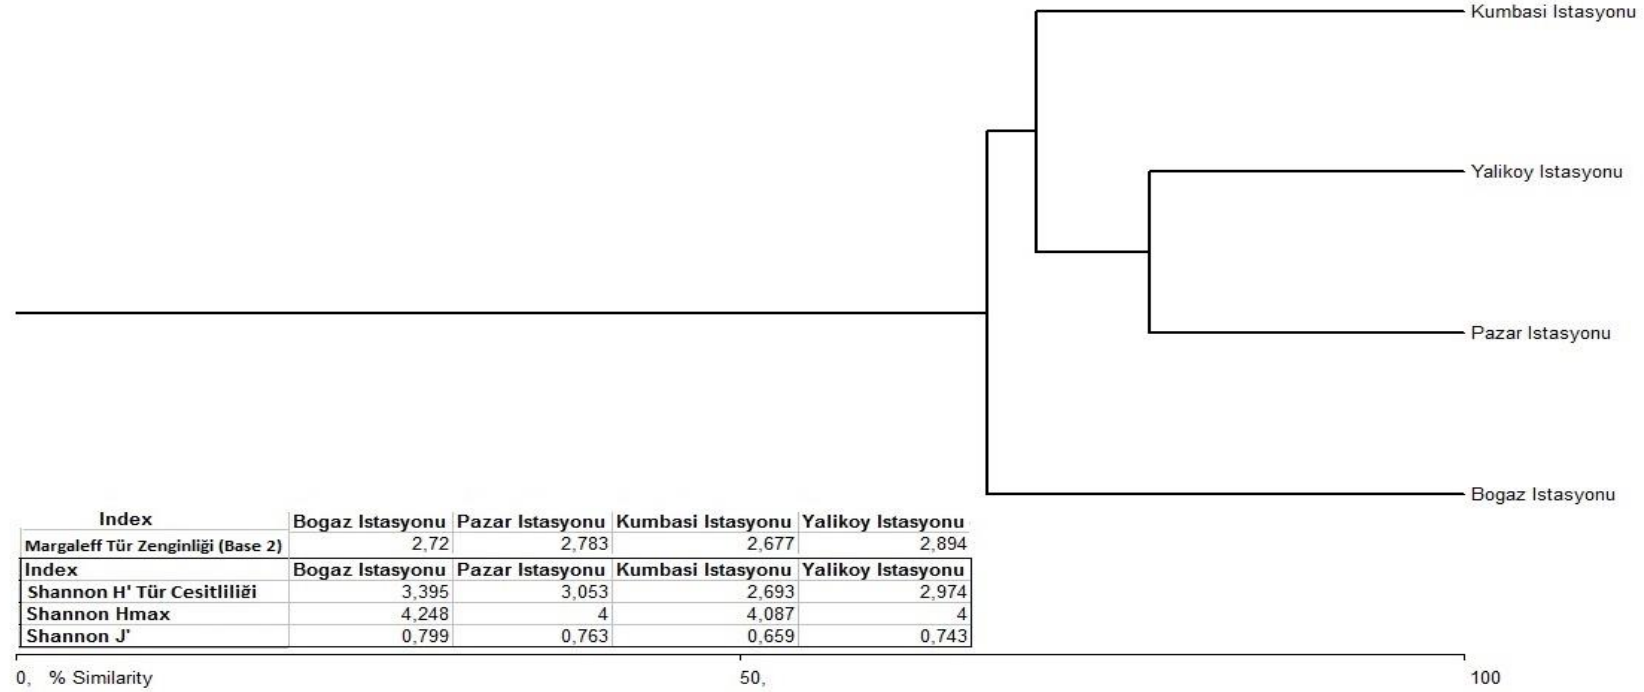 Kumbasi Istasyonu
Yalikoy Istasyonu
Pazar Istasyonu
Bogaz Istasyonu
Index Bogaz Istasyonu Pazar Istasyonu Kumbasi Istasyonu Yalikoy Istasyonu
Margaleff Tür Zenginliği (Base 2) 2,72 2,783 2,677 2,894
Index Bogaz Istasyonu Pazar Istasyonu Kumbasi Istasyonu Yalikoy Istasyonu
Shannon H' Tür Cesitliliği 3,395 3,053 2,693 2,974
Shannon Hmax 4,248 4 4,087 4
Shannon J' 0,799 0,763 0,659 0,743
0, % Similarity 50, 100